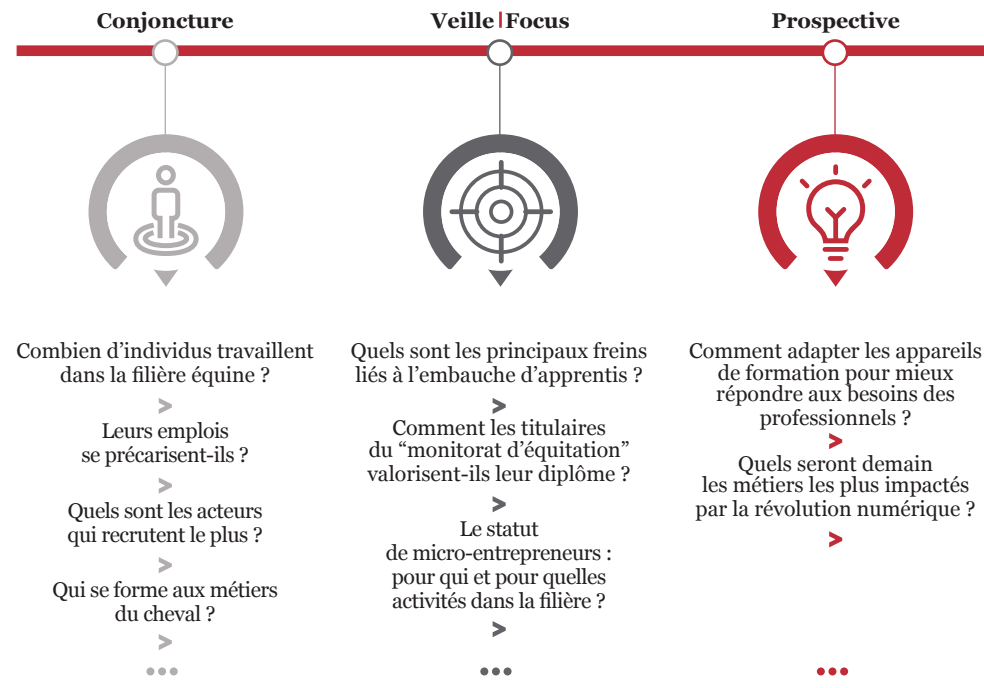 Conjoncture
Combien d’individus travaillent
dans la filière équine ?
>
Leurs emplois
se précarisent-ils ?
>
Quels sont les acteurs
qui recrutent le plus ?
>
Qui se forme aux métiers
du cheval ?
>
...
Veille|Focus
Quels sont les principaux freins
liés à l’embauche d’apprentis ?
>
Comment les titulaires
du “monitorat d’équitation”
valorisent-ils leur diplôme ?
>
Le statut
de micro-entrepreneurs :
pour qui et pour quelles
activités dans la filière ?
>
...
Prospective
Comment adapter les appareils
de formation pour mieux
répondre aux besoins des
professionnels ?
>
Quels seront demain
les métiers les plus impactés
par la révolution numérique ?
>
...